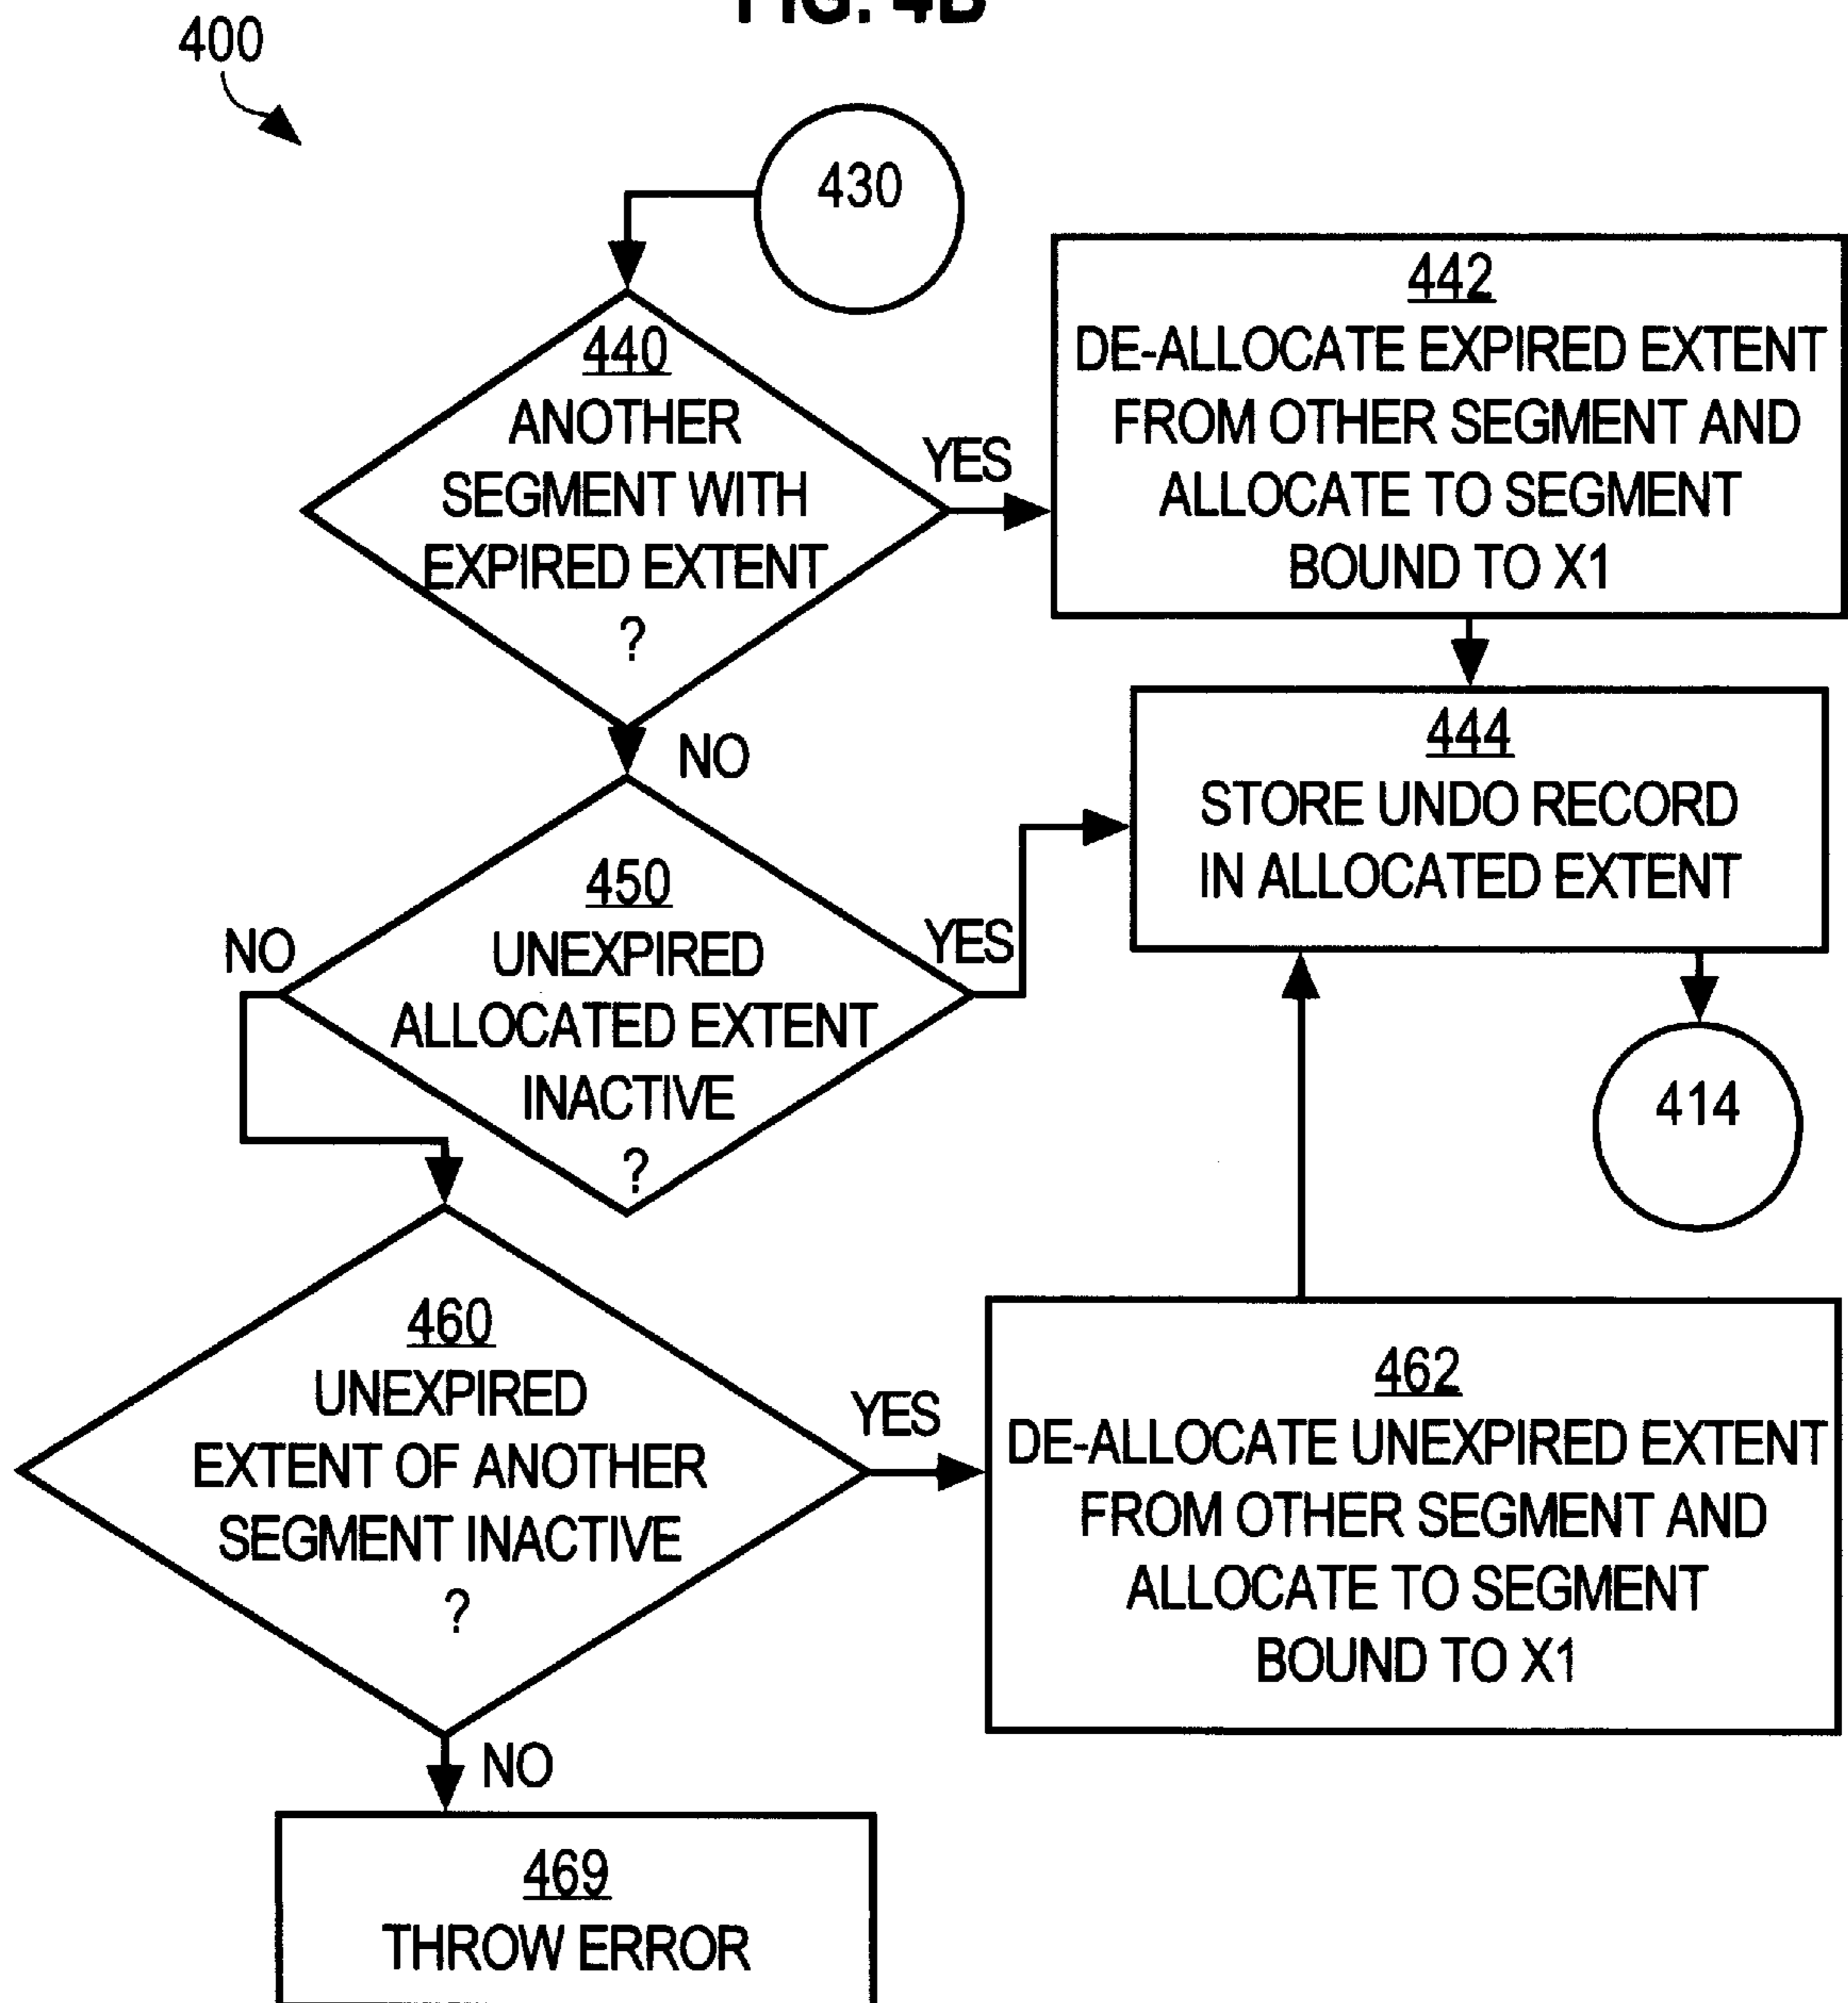 FIG. 4B
400
430
440
ANOTHER
SEGMENT WITH
EXPIRED EXTENT
?
YES
442
DE-ALLOCATE EXPIRED EXTENT
FROM OTHER SEGMENT AND
ALLOCATE TO SEGMENT
BOUND TO X1
NO
444
STORE UNDO RECORD
IN ALLOCATED EXTENT
450
UNEXPIRED
ALLOCATED EXTENT
INACTIVE
?
NO
YES
414
460
UNEXPIRED
EXTENT OF ANOTHER
SEGMENT INACTIVE
?
YES
462
DE-ALLOCATE UNEXPIRED EXTENT
FROM OTHER SEGMENT AND
ALLOCATE TO SEGMENT
BOUND TO X1
NO
469
THROW ERROR